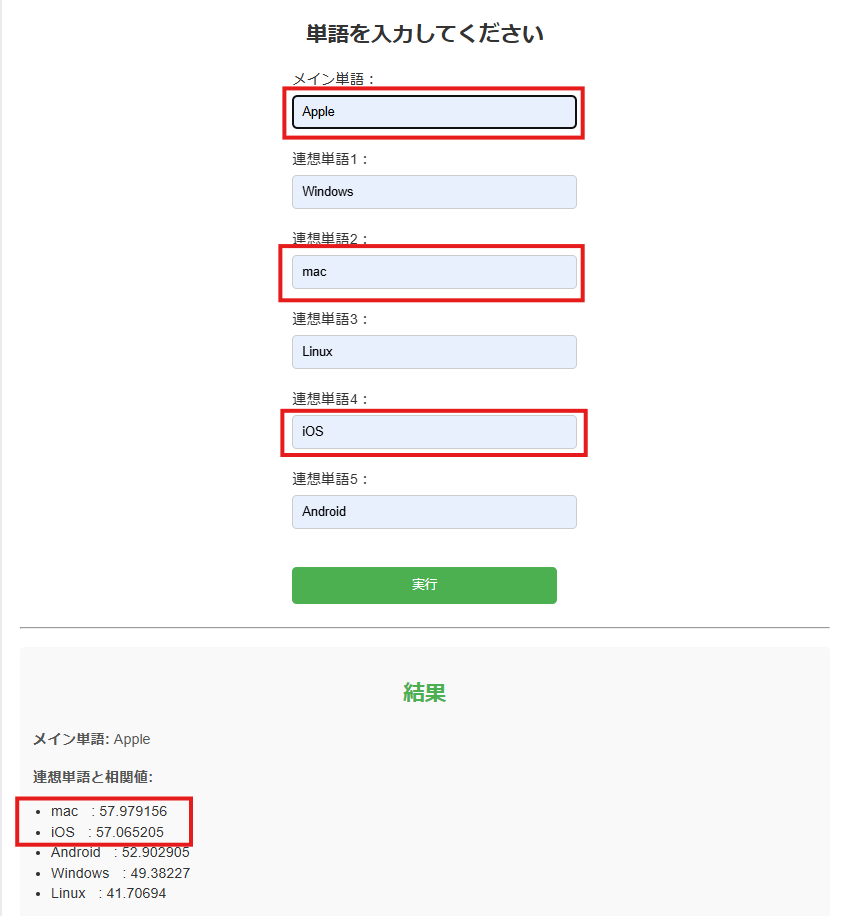 単語を入力してください
メイン単語：
Apple
連想単語1：
Windows
連想単語2：
mac
連想単語3：
Linux
連想単語4：
iOS
連想単語5：
Android
実行
結果
メイン単語: Apple
連想単語と相関値:
• mac ：57.979156
• iOS ：57.065205
• Android ：52.902905
• Windows ：49.38227
• Linux ：41.70694